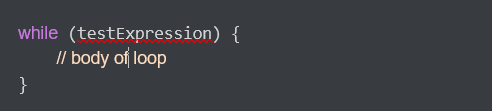 while (testExpression) {
// body of loop
}